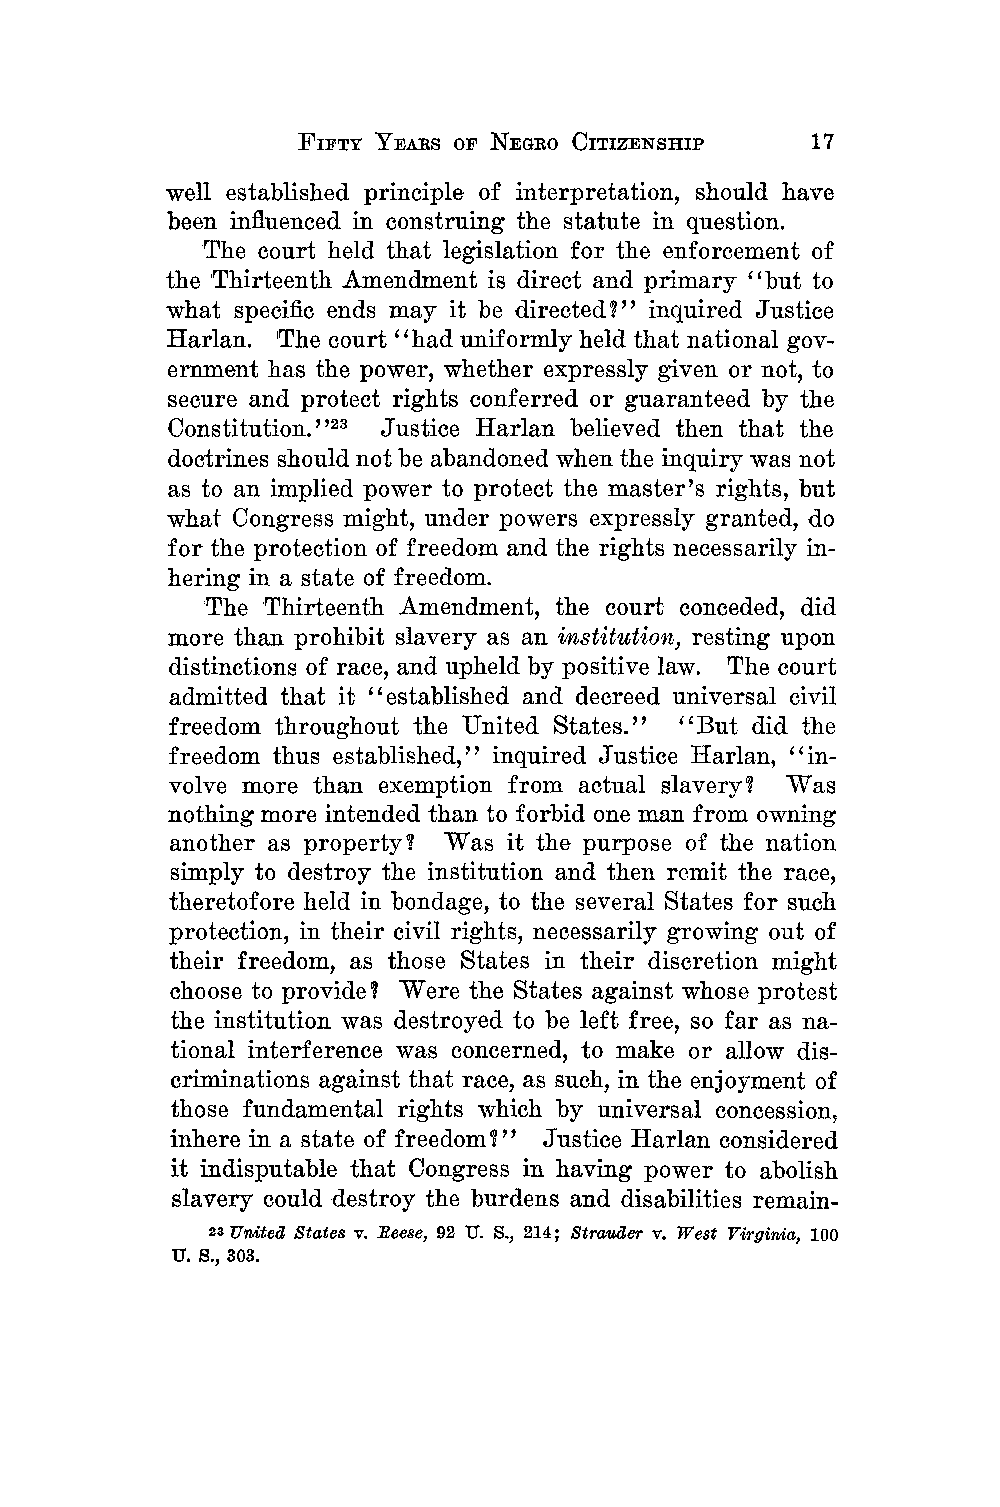 FIFTY YEARS OF NEGRO CITIZENSHIP 17
well established principle of interpretation, should have
been influenced in construing the statute in question.
The court held that legislation for the enforcement of
the Thirteenth Amendment is direct and primary "but to
what specific ends may it be directed?" inquired Justice
Harlan. The court "had uniformly held that national gov-
ernment has the power, whether expressly given or not, to
secure and protect rights conferred or guaranteed by the
Constitution."23 Justice Harlan believed then that the
doctrines should not be abandoned when the inquiry was not
as to an implied power to protect the master's rights, but
what Congress might, under powers expressly granted, do
for the protection of freedom and the rights necessarily in-
hering in a state of freedom.
The Thirteenth Amendment, the court conceded, did
more than prohibit slavery as an institution, resting upon
distinctions of race, and upheld by positive law. The court
admitted that it "established and decreed universal civil
freedom throughout the United States." "But did the
freedom thus established," inquired Justice Harlan, "in-
volve more than exemption from actual slavery? Was
nothing more intended than to forbid one man from owning
another as property? Was it the purpose of the nation
simply to destroy the institution and then remit the race,
theretofore held in bondage, to the several States for such
protection, in their civil rights, necessarily growing out of
their freedom, as those States in their discretion might
choose to provide? Were the States against whose protest
the institution was destroyed to be left free, so far as na-
tional interference was concerned, to make or allow dis-
criminations against that race, as such, in the enjoyment of
those fundamental rights which by universal concession,
inhere in a state of freedom?" Justice Harlan considered
it indisputable that Congress in having power to abolish
slavery could destroy the burdens and disabilities remain-
23 United States v. Reese, 92 U. S., 214; Strauder v. West Virginia, 100
U. S., 303.